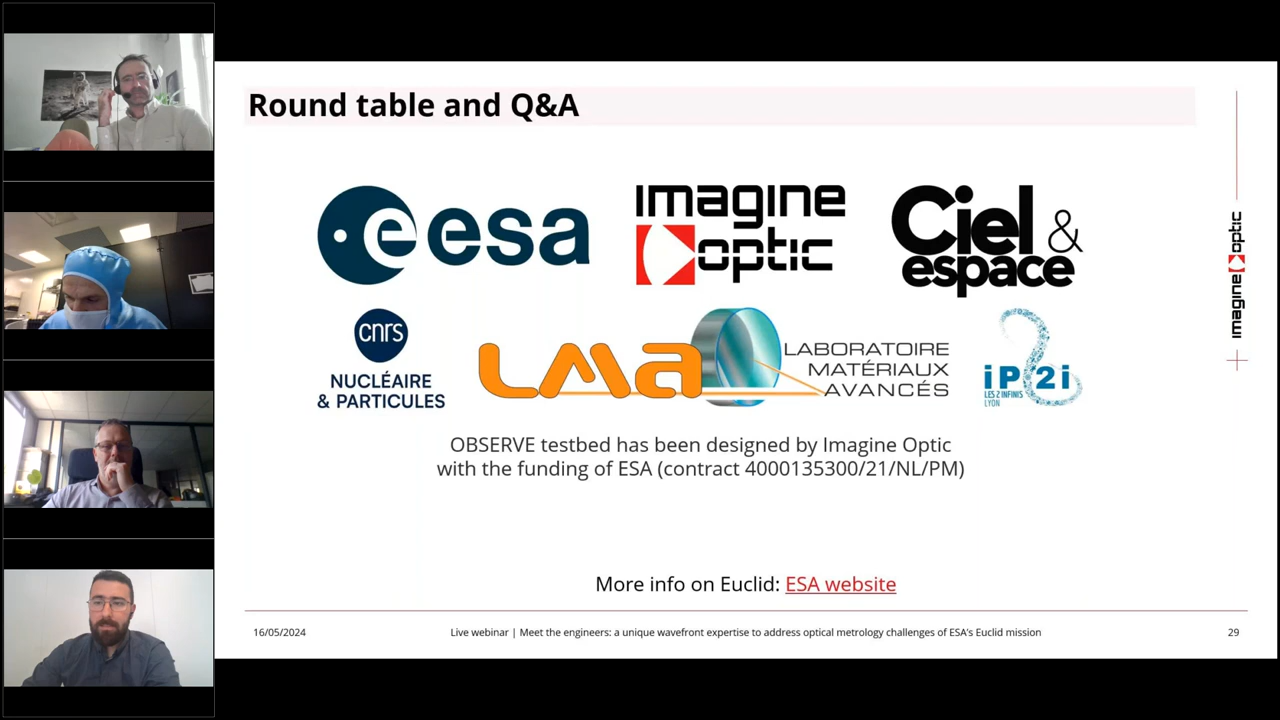 Round table and Q&A
esa
imagine
optic
Ciel &
espace
cnrs
NUCLÉAIRE
& PARTICULES
LMA
LABORATOIRE
MATÉRIAUX
AVANCÉS
iP2i
LES 2 INFINIS
LYON
imagine optic
OBSERVE testbed has been designed by Imagine Optic
with the funding of ESA (contract 4000135300/21/NL/PM)
More info on Euclid: ESA website
16/05/2024
Live webinar | Meet the engineers: a unique wavefront expertise to address optical metrology challenges of ESA's Euclid mission
29